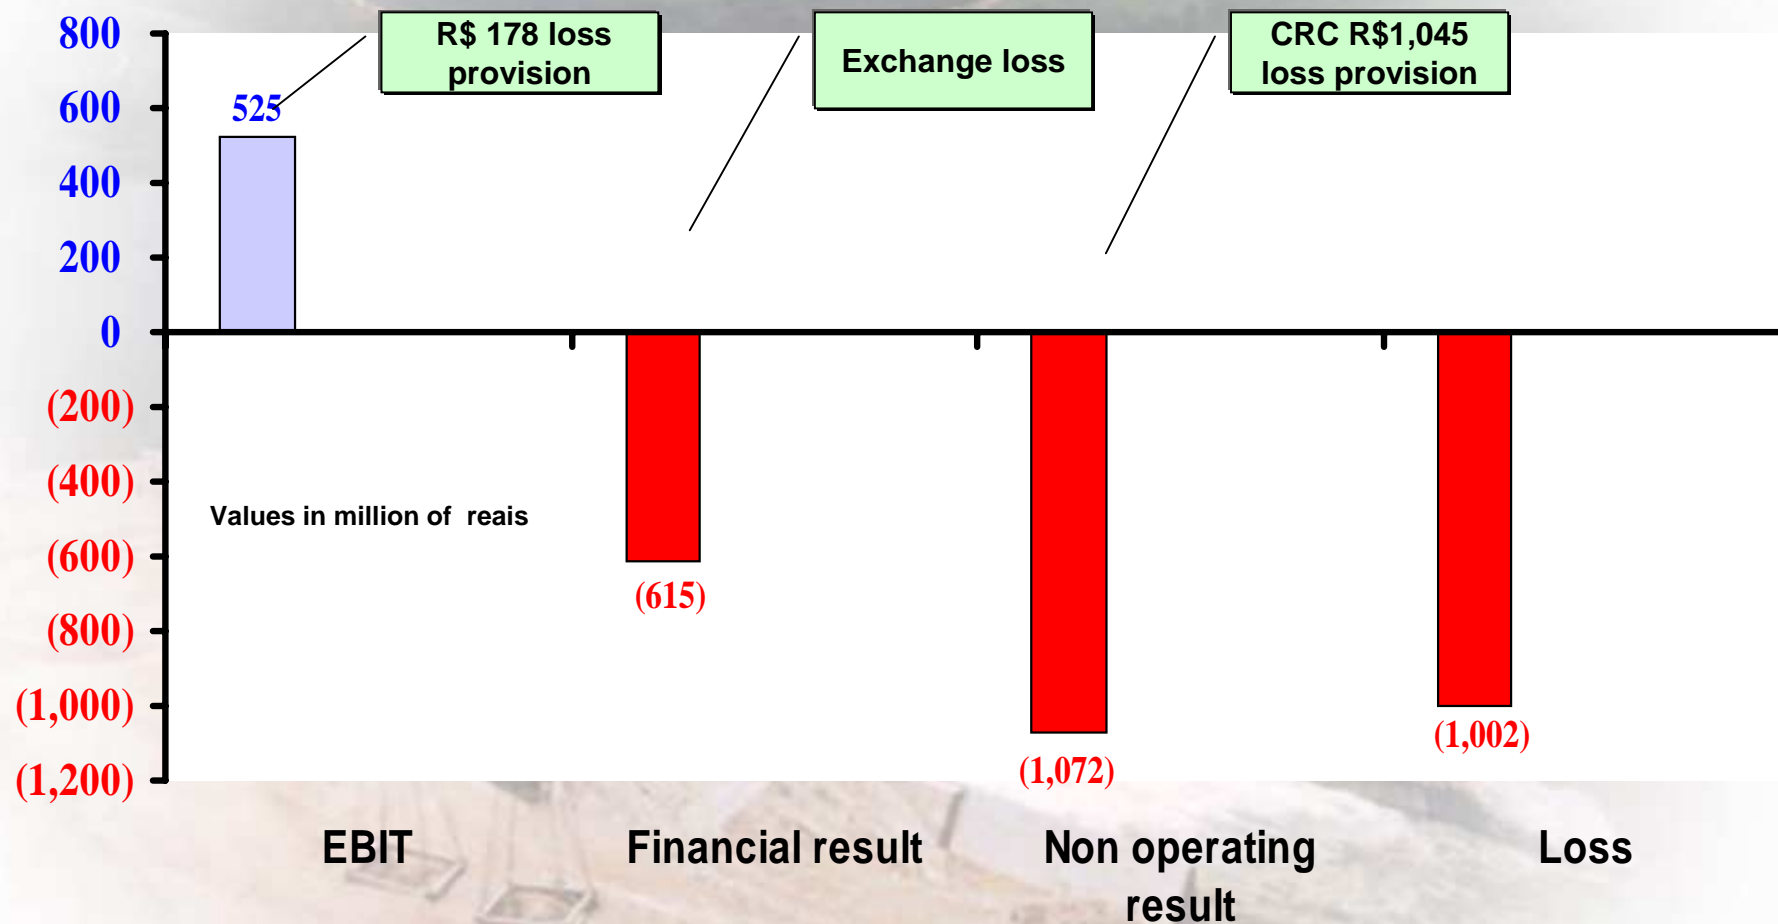 R$ 178 loss
provision
Exchange loss
CRC R$1,045
loss provision
800
600
400
200
0
(200)
(400)
(600)
(800)
(1,000)
(1,200)
525
(615)
(1,072)
(1,002)
Values in million of reais
EBIT
Financial result
Non operating
result
Loss